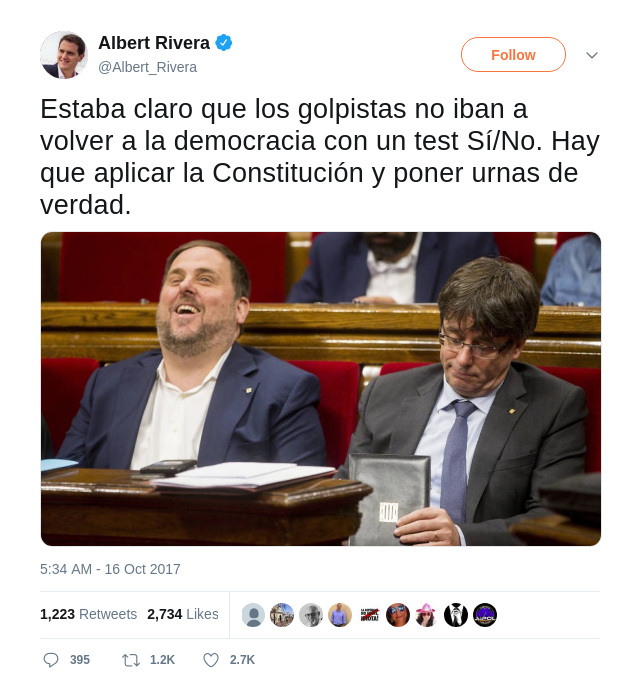 Albert Rivera
@Albert_Rivera
Follow
Estaba claro que los golpistas no iban a
volver a la democracia con un test Sí/No. Hay
que aplicar la Constitución y poner urnas de
verdad.
5:34 AM - 16 Oct 2017
1,223 Retweets 2,734 Likes
395 1.2K 2.7K